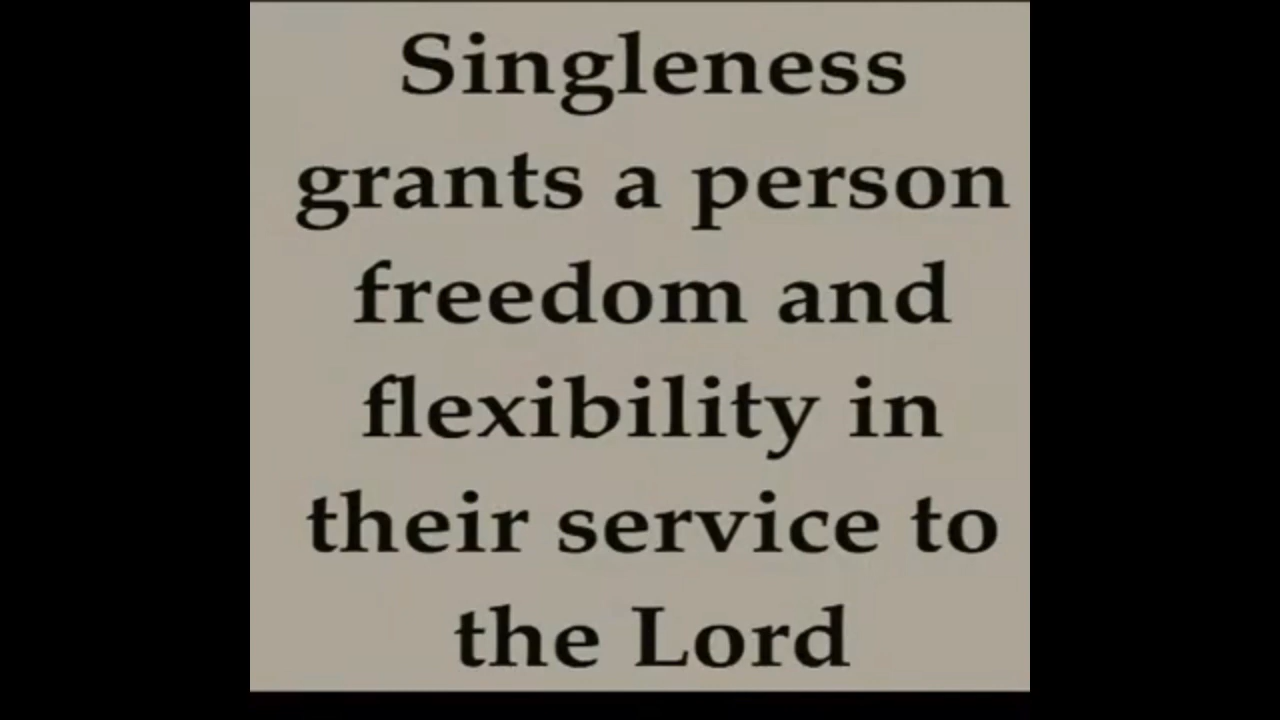 Singleness
grants a person
freedom and
flexibility in
their service to
the Lord